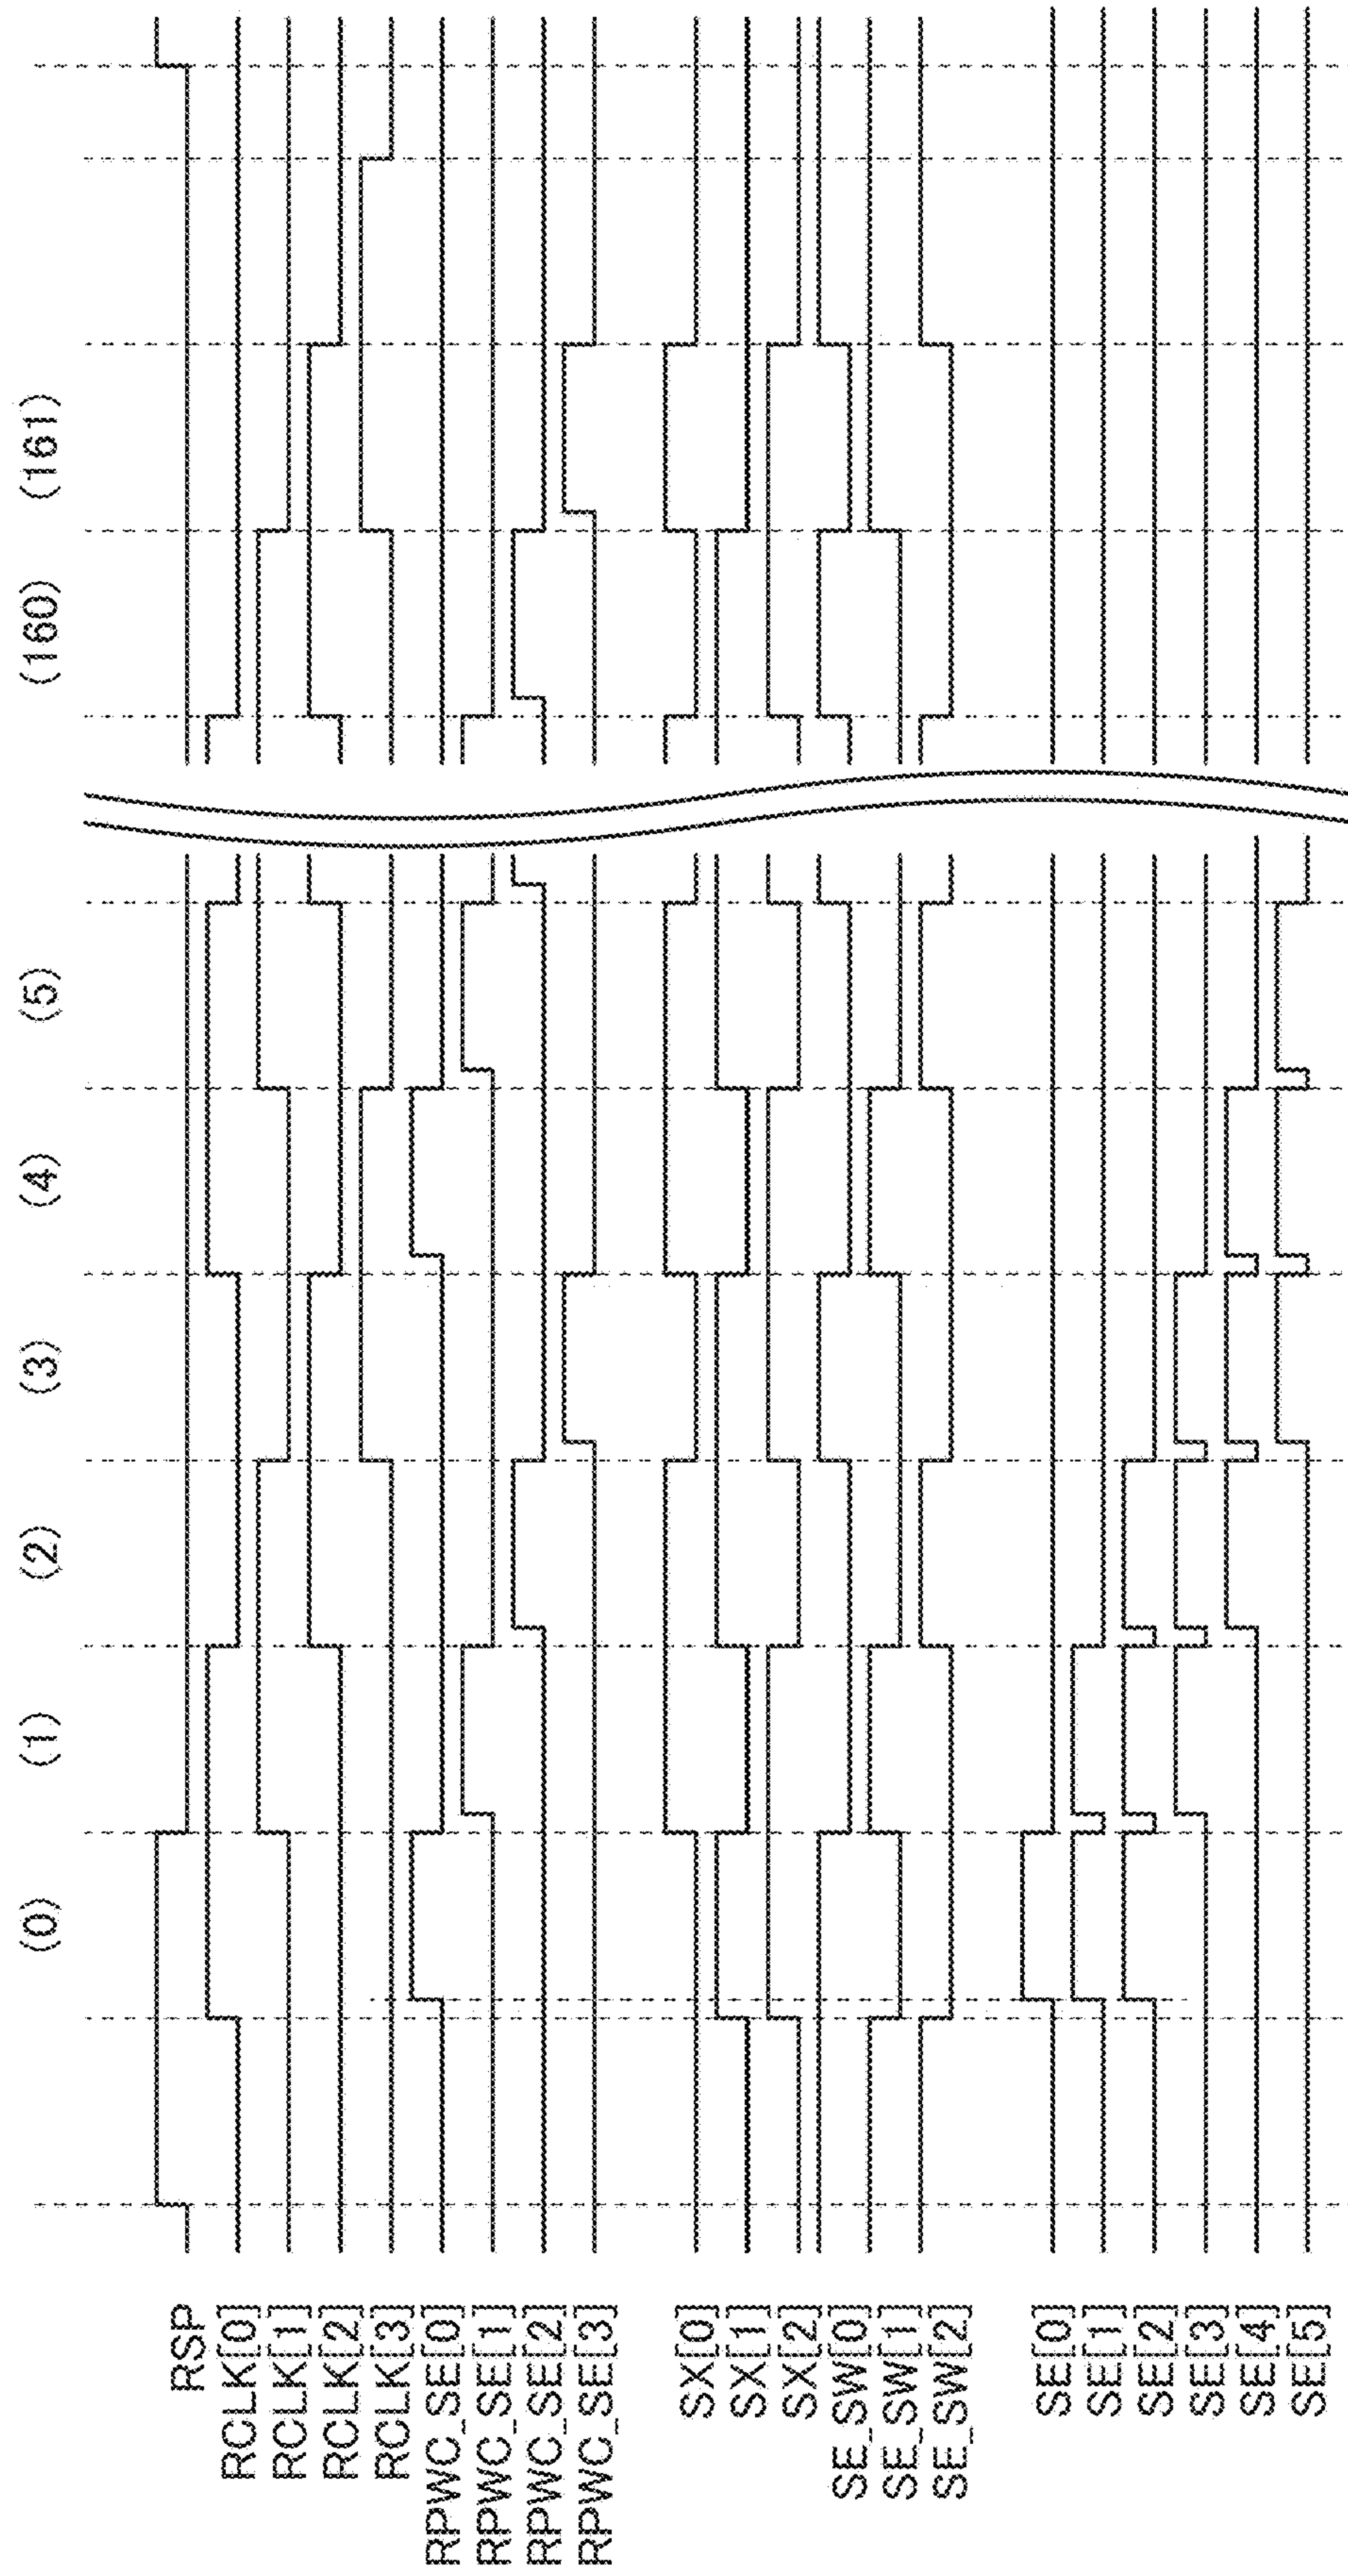 (0)
(1)
(2)
(3)
(4)
(5)
(160)
(161)
RSP
RCLK[0]
RCLK[1]
RCLK[2]
RCLK[3]
RPWC_SE[0]
RPWC_SE[1]
RPWC_SE[2]
RPWC_SE[3]
SX[0]
SX[1]
SX[2]
SE_SW[0]
SE_SW[1]
SE_SW[2]
SE[0]
SE[1]
SE[2]
SE[3]
SE[4]
SE[5]